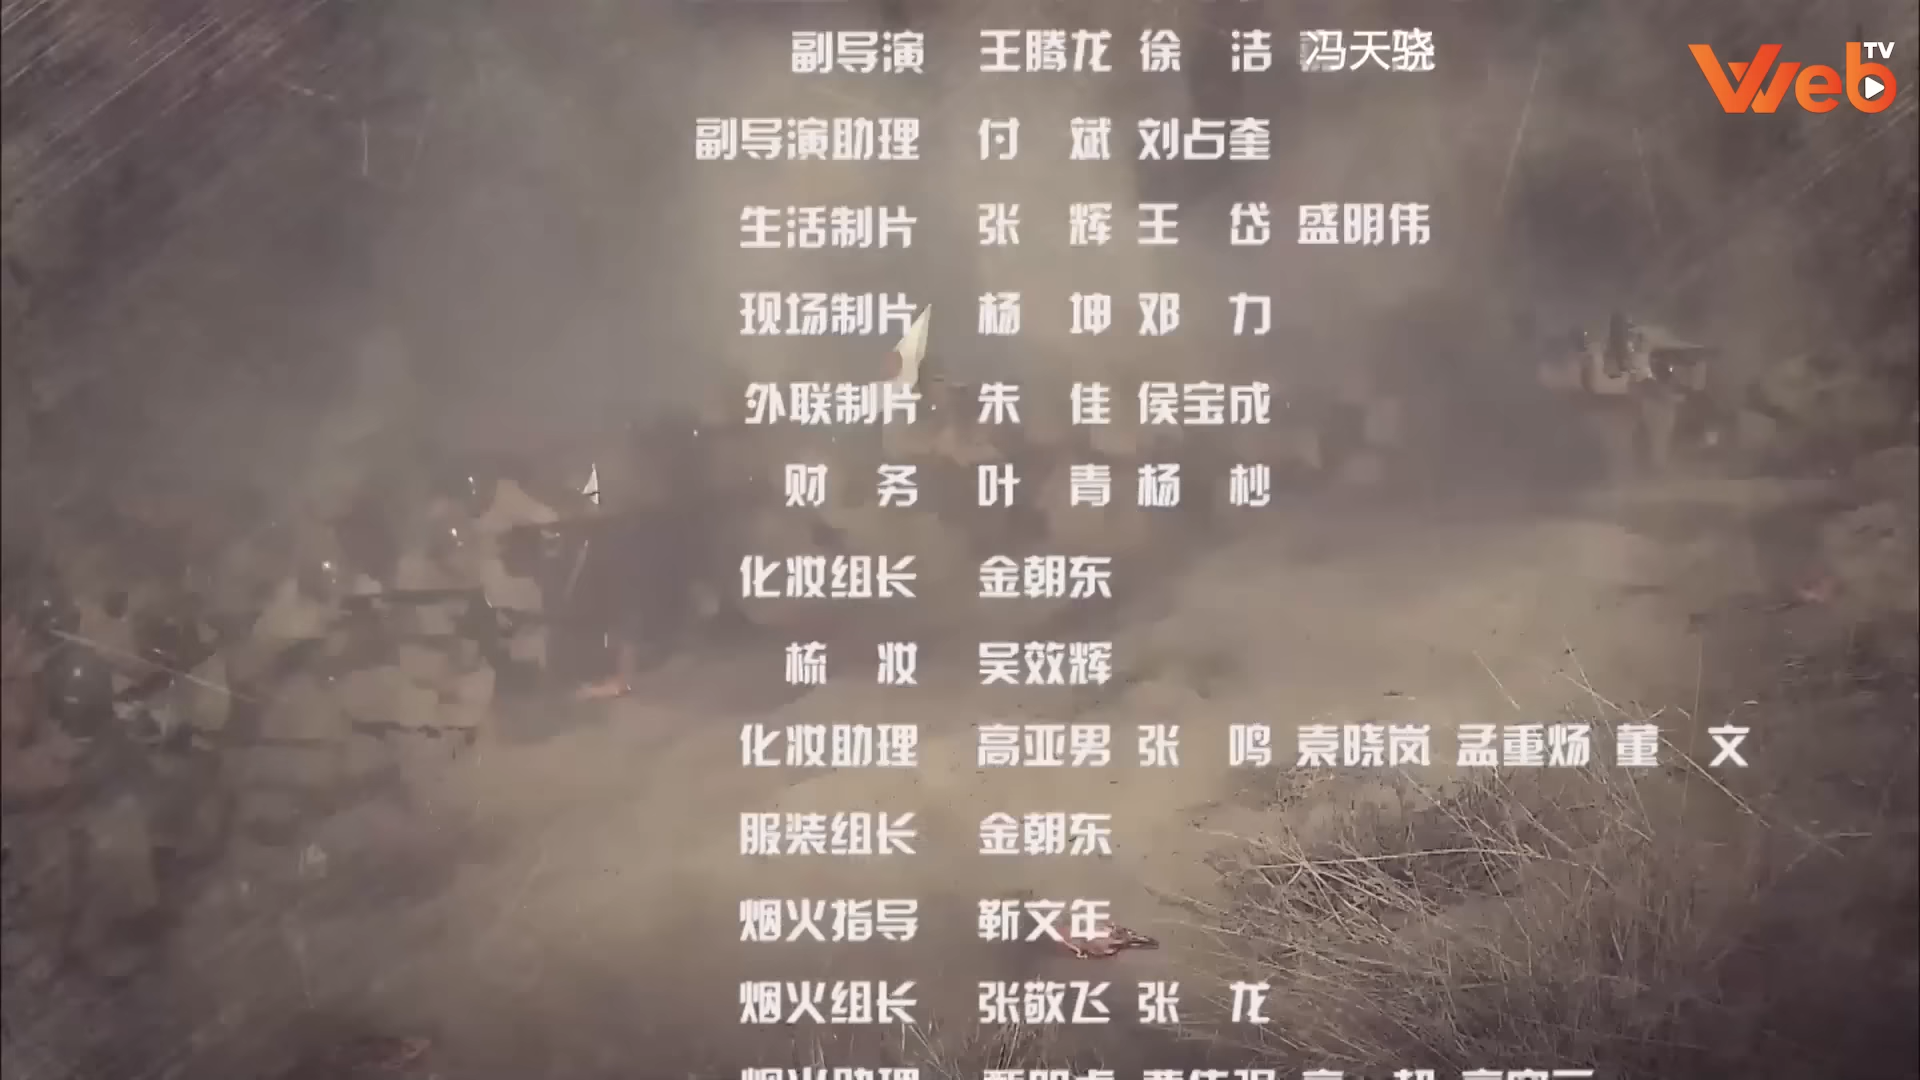 副导演 王腾龙 徐 洁 冯天骁
WebTV
副导演助理 付 斌 刘占奎
生活制片 张 辉 王 岱 盛明伟
现场制片 杨 坤 邓 力
外联制片 朱 佳 侯宝成
财 务 叶 青 杨 杪
化妆组长 金朝东
梳 妆 吴效辉
化妆助理 高亚男 张 鸣 袁晓岚 孟重炀 董 文
服装组长 金朝东
烟火指导 靳文年
烟火组长 张敬飞 张 龙
烟火助理